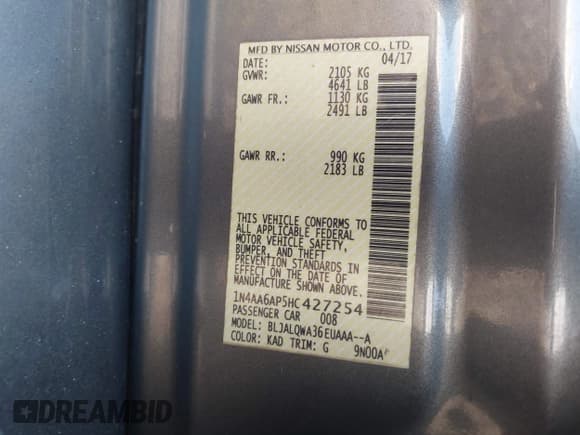 MFD BY NISSAN MOTOR CO., LTD.
DATE: 04/17
GVWR: 2105 KG
4641 LB
GAWR FR.: 1130 KG
2491 LB
GAWR RR.: 990 KG
2183 LB
THIS VEHICLE CONFORMS TO
ALL APPLICABLE FEDERAL
MOTOR VEHICLE SAFETY,
BUMPER, AND THEFT
PREVENTION STANDARDS
IN EFFECT ON THE DATE OF
MANUFACTURE SHOWN ABOVE.
1N4AA6AP5HC427254
PASSENGER CAR 008
MODEL: BLJALQWA36EUAAA--A
COLOR: KAD TRIM: G 9N00A
DREAMBID